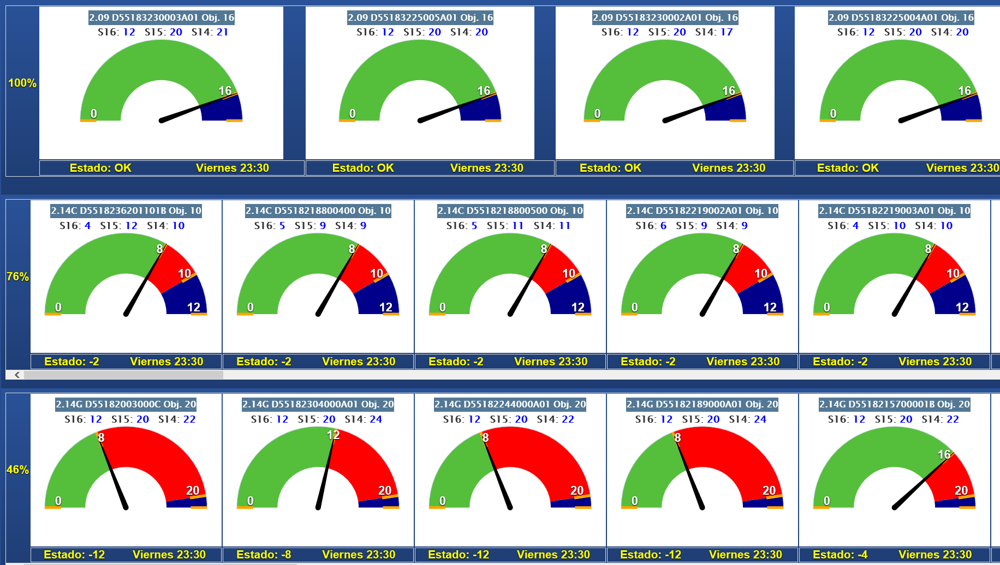 2.09 D55183230003A01 Obj. 16
S16: 12 S15: 20 S14: 21
16
0
Estado: OK Viernes 23:30
2.09 D55183225005A01 Obj. 16
S16: 12 S15: 20 S14: 20
16
0
Estado: OK Viernes 23:30
2.09 D55183230002A01 Obj. 16
S16: 12 S15: 20 S14: 17
16
0
Estado: OK Viernes 23:30
2.09 D55183225004A01 Obj. 16
S16: 12 S15: 20 S14: 20
16
0
Estado: OK Viernes 23:30
100%
2.14C D5518236201101B Obj. 10
S16: 4 S15: 12 S14: 10
8
10
0
12
Estado: -2 Viernes 23:30
2.14C D5518218800400 Obj. 10
S16: 5 S15: 9 S14: 9
8
10
0
12
Estado: -2 Viernes 23:30
2.14C D5518218800500 Obj. 10
S16: 5 S15: 11 S14: 11
8
10
0
12
Estado: -2 Viernes 23:30
2.14C D55182219002A01 Obj. 10
S16: 6 S15: 9 S14: 9
8
10
0
12
Estado: -2 Viernes 23:30
2.14C D55182219003A01 Obj. 10
S16: 4 S15: 10 S14: 10
8
10
0
12
Estado: -2 Viernes 23:30
76%
2.14G D55182003000C Obj. 20
S16: 12 S15: 20 S14: 22
8
20
0
Estado: -12 Viernes 23:30
2.14G D55182304000A01 Obj. 20
S16: 12 S15: 20 S14: 24
12
20
0
Estado: -8 Viernes 23:30
2.14G D55182244000A01 Obj. 20
S16: 12 S15: 20 S14: 22
8
20
0
Estado: -12 Viernes 23:30
2.14G D55182189000A01 Obj. 20
S16: 12 S15: 20 S14: 24
8
20
0
Estado: -12 Viernes 23:30
2.14G D5518215700001B Obj. 20
S16: 12 S15: 20 S14: 22
16
20
0
Estado: -4 Viernes 23:30
46%